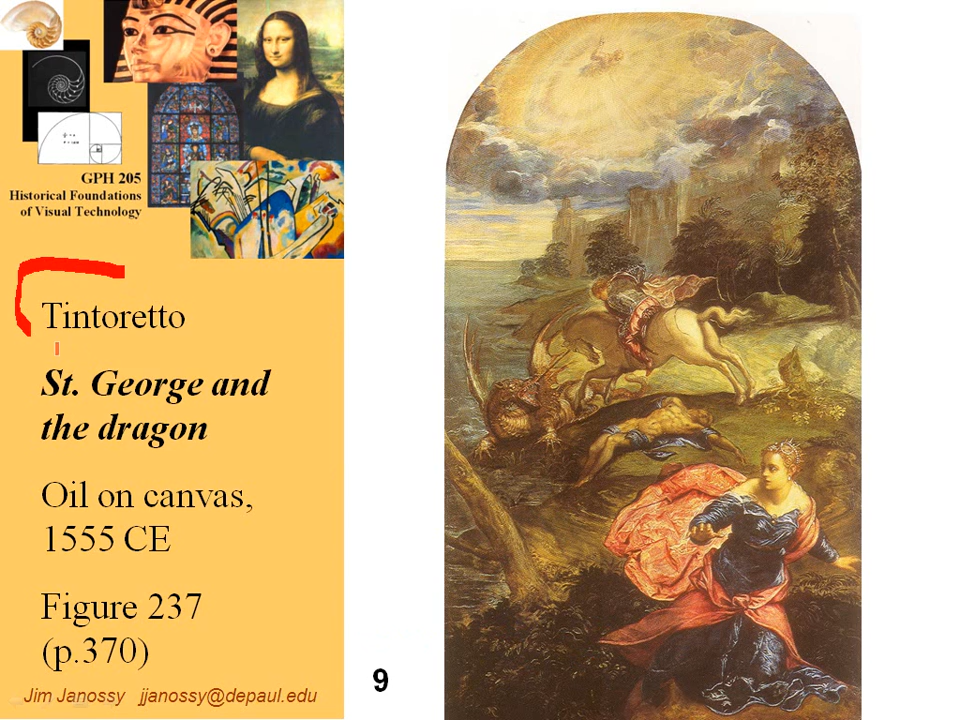 GPH 205
Historical Foundations
of Visual Technology
Tintoretto
St. George and
the dragon
Oil on canvas,
1555 CE
Figure 237
(p.370)
Jim Janossy jjanossy@depaul.edu
9